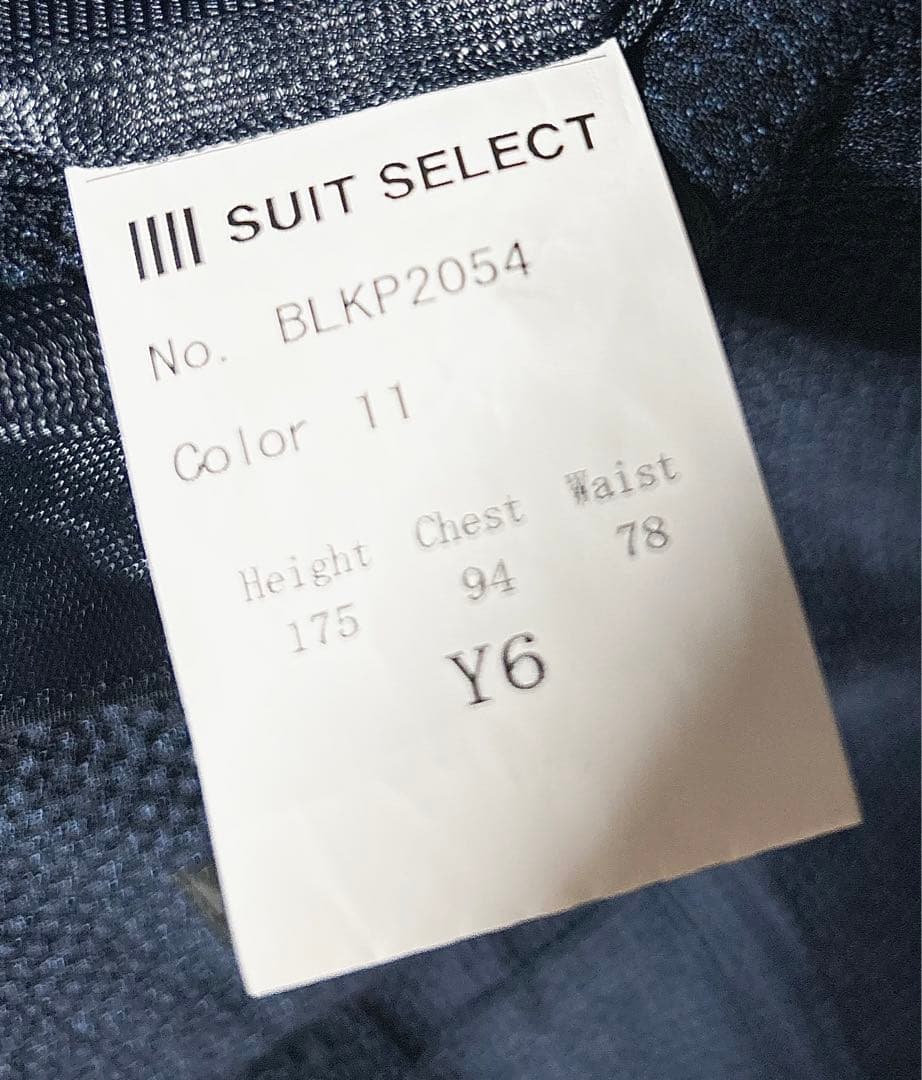 SUIT SELECT
No. BLKP2054
Color 11
Height Chest Waist
175 94 78
Y6